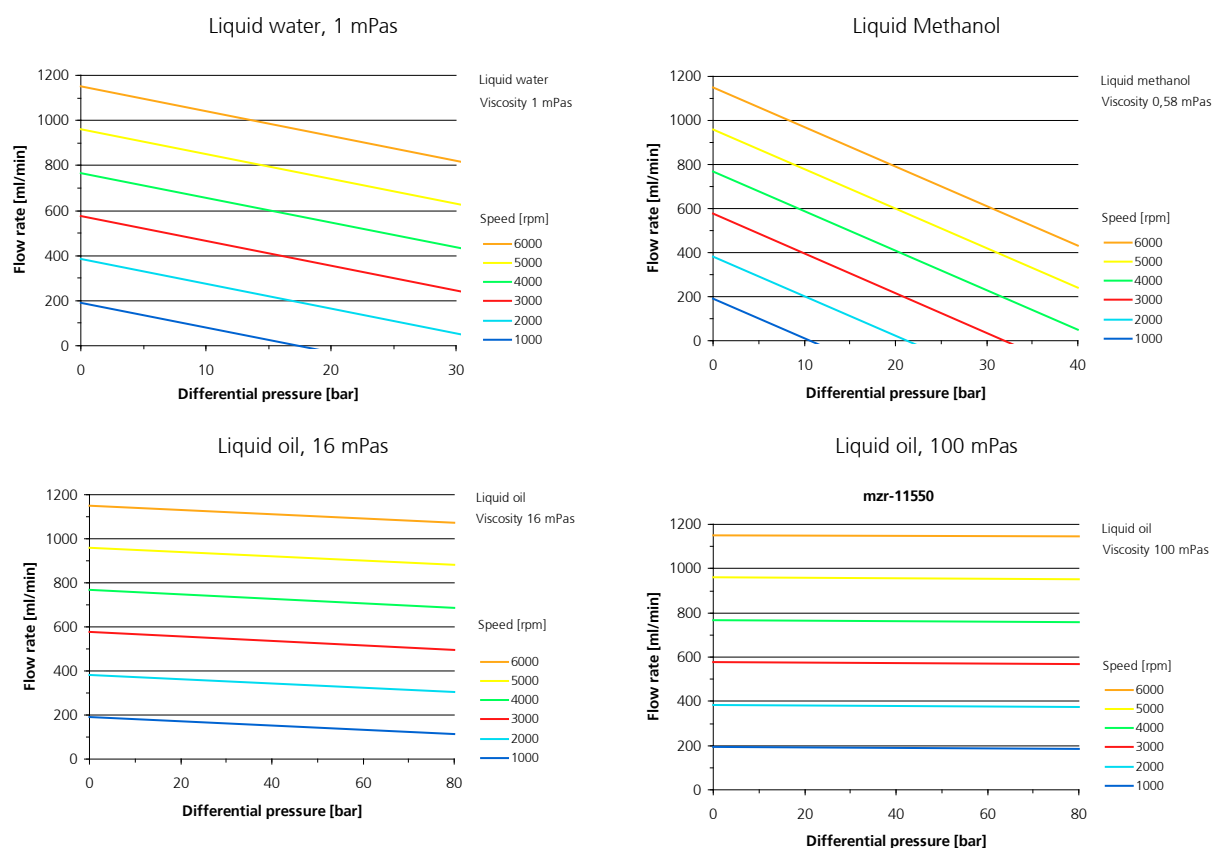 Liquid water, 1 mPas
Liquid water
Viscosity 1 mPas
Flow rate [ml/min]
1200
1000
800
600
400
200
0
0 10 20 30
Differential pressure [bar]
Speed [rpm]
6000
5000
4000
3000
2000
1000
Liquid Methanol
Liquid methanol
Viscosity 0,58 mPas
Flow rate [ml/min]
1200
1000
800
600
400
200
0
0 10 20 30 40
Differential pressure [bar]
Speed [rpm]
6000
5000
4000
3000
2000
1000
Liquid oil, 16 mPas
Liquid oil
Viscosity 16 mPas
Flow rate [ml/min]
1200
1000
800
600
400
200
0
0 20 40 60 80
Differential pressure [bar]
Speed [rpm]
6000
5000
4000
3000
2000
1000
Liquid oil, 100 mPas
mzr-11550
Liquid oil
Viscosity 100 mPas
Flow rate [ml/min]
1200
1000
800
600
400
200
0
0 20 40 60 80
Differential pressure [bar]
Speed [rpm]
6000
5000
4000
3000
2000
1000